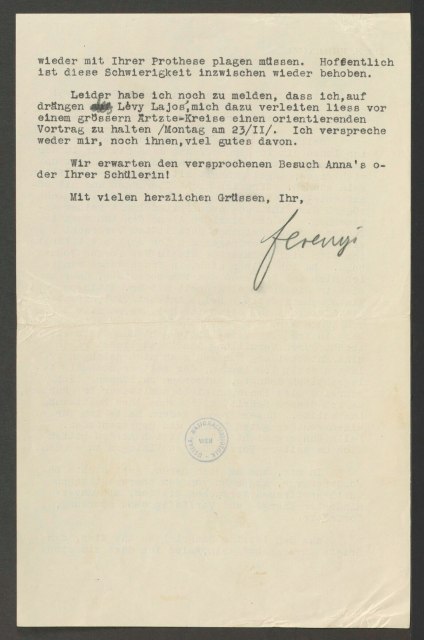 wieder mit Ihrer Prothese plagen müssen. Hoffentlich
ist diese Schwierigkeit inzwischen wieder behoben.
Leider habe ich noch zu melden, dass ich,auf
drängen Lévy Lajos,mich dazu verleiten liess vor
einem grössern Ärtzte=Kreise einen orientierenden
Vortrag zu halten /Montag am 23/II/. Ich verspreche
weder mir, noch ihnen,viel gutes davon.
Wir erwarten den versprochenen Besuch Anna's o-
der Ihrer Schülerin!
Mit vielen herzlichen Grüssen, Ihr,
ferenczi